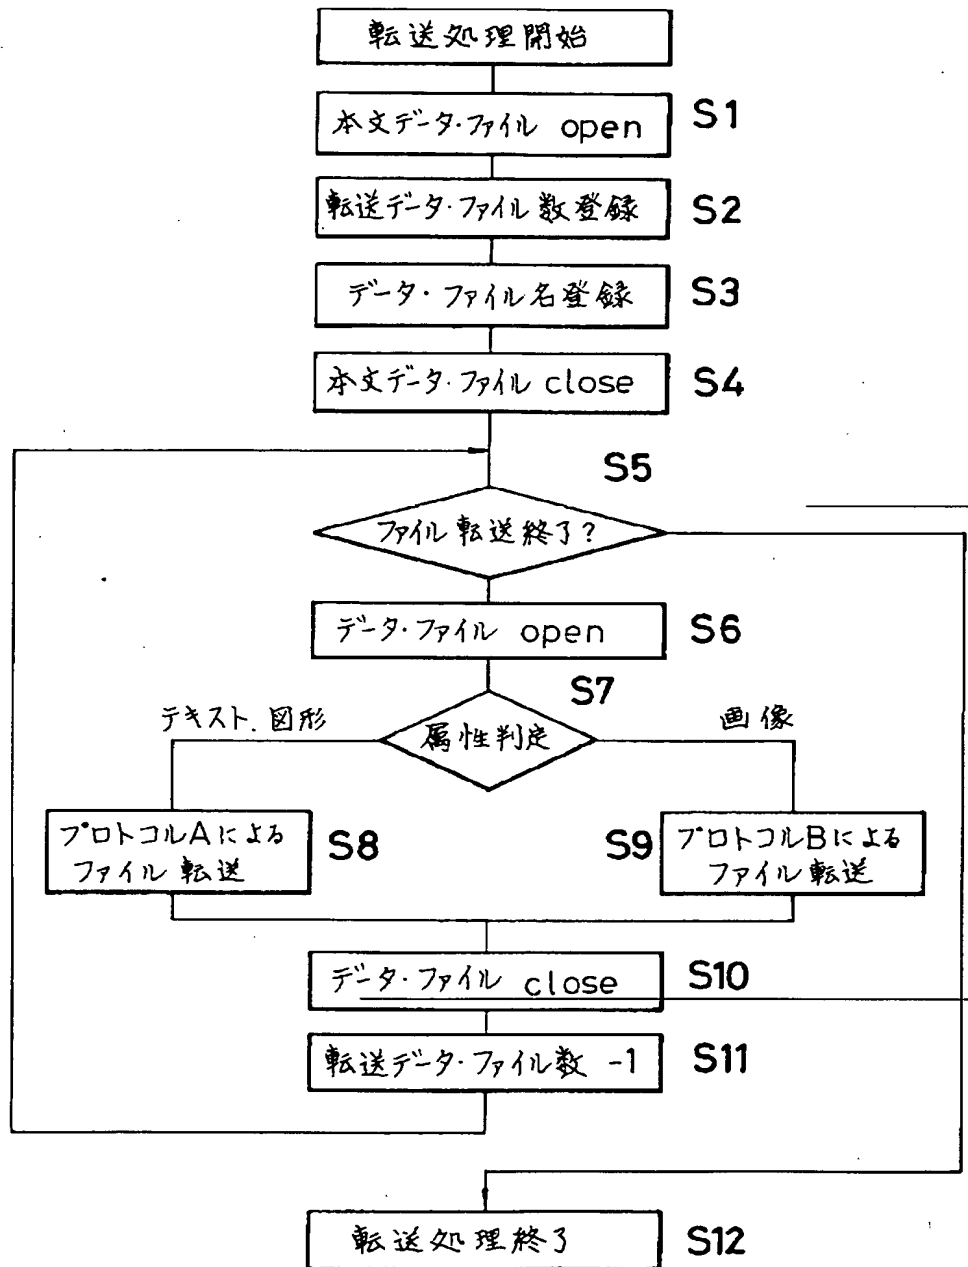 転送処理開始
本文データ・ファイル open S1
転送データ・ファイル数登録 S2
データ・ファイル名登録 S3
本文データ・ファイル close S4
S5
ファイル転送終了?
データ・ファイル open S6
S7
テキスト.図形 属性判定 画像
プロトコルAによる
ファイル転送
S8
S9
プロトコルBによる
ファイル転送
データ・ファイル close S10
転送データ・ファイル数 -1 S11
転送処理終了 S12